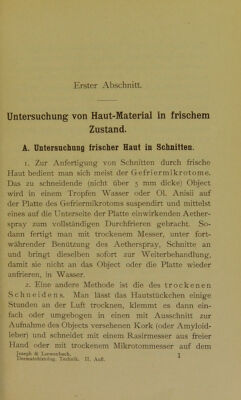 Erster Abschnitt.
Untersuchung von Haut-Material in frischem
Zustand.
A. Untersuchung frischer Haut in Schnitten.
1. Zur Anfertigung von Schnitten durch frische
Haut bedient man sich meist der Gefriermikrotome.
Das zu schneidende (nicht über 5 mm dicke) Object
wird in einem Tropfen Wasser oder Ol. Anisii auf
der Platte des Gefriermikrotoms suspendirt und mittelst
eines auf die Unterseite der Platte einwirkenden Aether-
spray zum vollständigen Durchfrieren gebracht. So-
dann fertigt man mit trockenem Messer, unter fort-
währender Benützung des Aetherspray, Schnitte an
und bringt dieselben sofort zur Weiterbehandlung,
damit sie nicht an das Object oder die Platte wieder
anfrieren, in Wasser.
2. Eine andere Methode ist die des trockenen
Schneidens. Man lässt das Hautstückchen einige
Stunden an der Luft trocknen, klemmt es dann ein-
fach oder umgebogen in einen mit Ausschnitt zur
Aufnahme des Objects versehenen Kork (oder Amyloid-
leber) und schneidet mit einem Rasirmesser aus freier
Hand oder mit trockenem Mikrotommesser auf dem
Joseph & Loewenbach,
Dermatohistolog. Technik. II. Aufl.
1